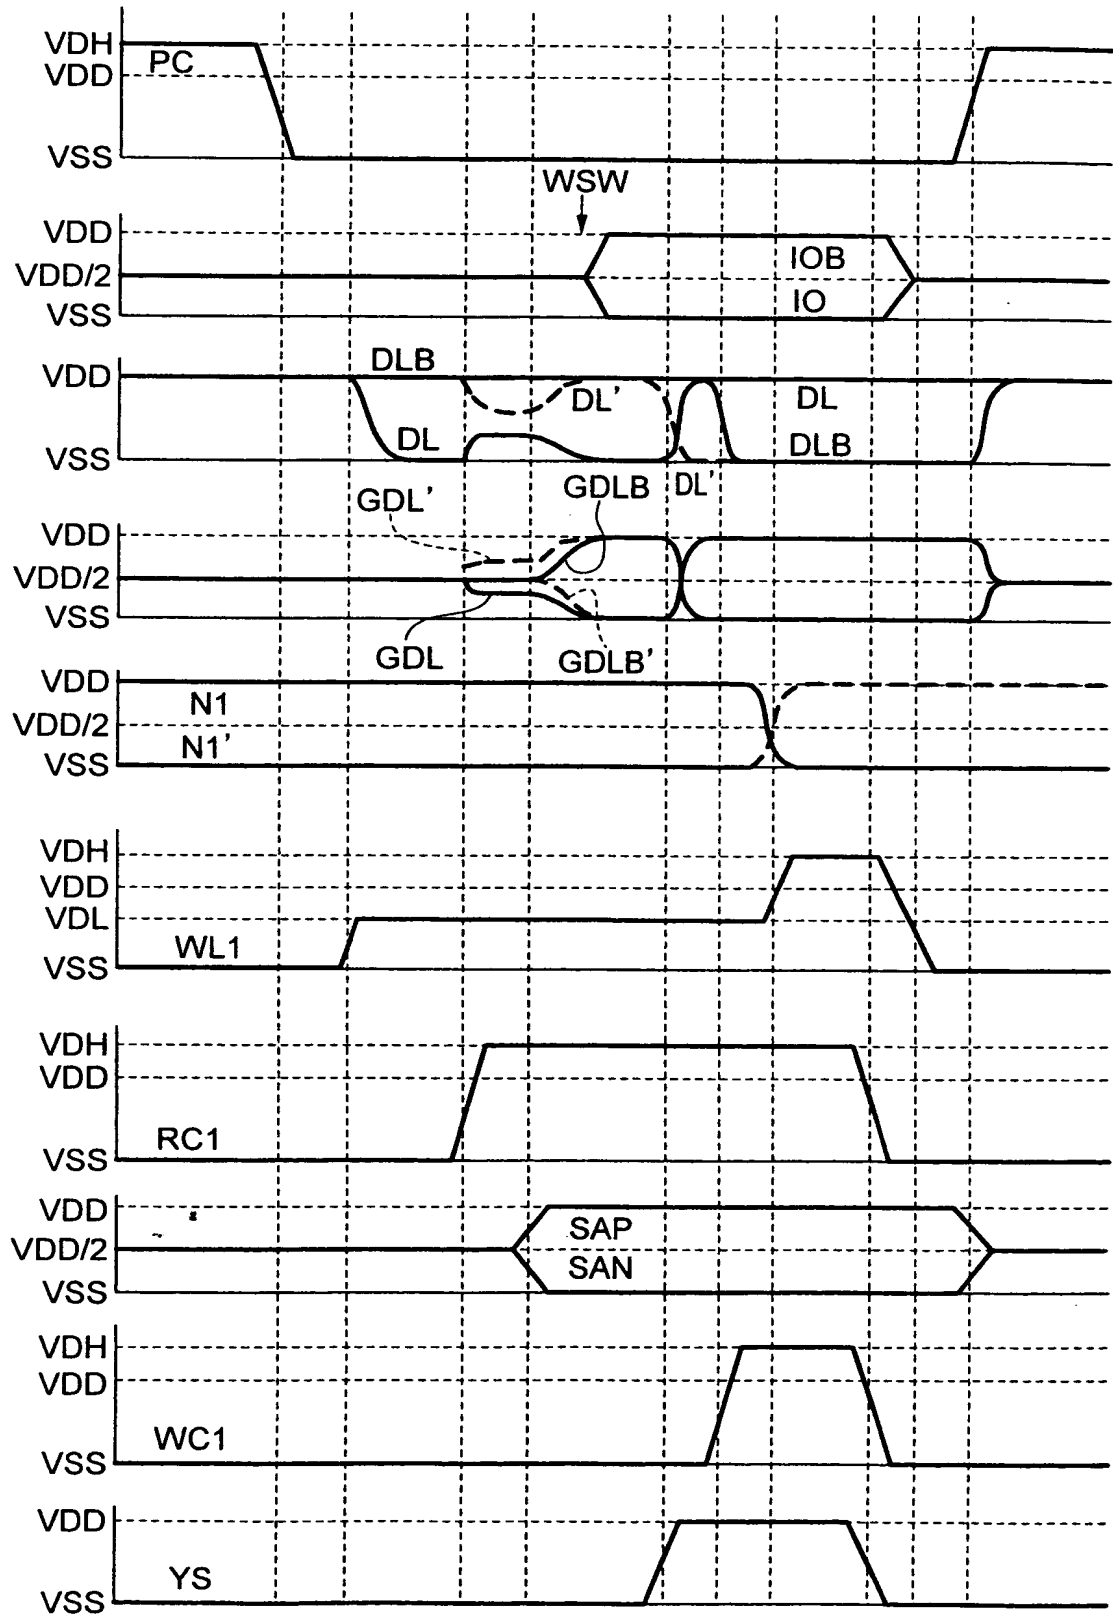 VDH
PC
VDD
VSS
WSW
VDD
IOB
VDD/2
IO
VSS
DLB
VDD
DL'
DL
DL
DLB
VSS
DL'
GDL'
GDLB
VDD
VDD/2
VSS
GDL
GDLB'
VDD
N1
VDD/2
N1'
VSS
VDH
VDD
VDL
WL1
VSS
VDH
VDD
RC1
VSS
VDD
SAP
VDD/2
SAN
VSS
VDH
VDD
WC1
VSS
VDD
YS
VSS